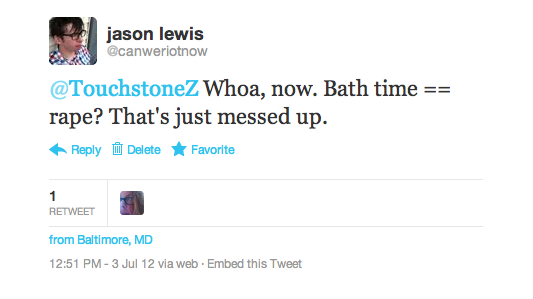 jason lewis
@canweriotnow
@TouchstoneZ Whoa, now. Bath time ==
rape? That's just messed up.
Reply Delete Favorite
1
RETWEET
from Baltimore, MD
12:51 PM - 3 Jul 12 via web · Embed this Tweet